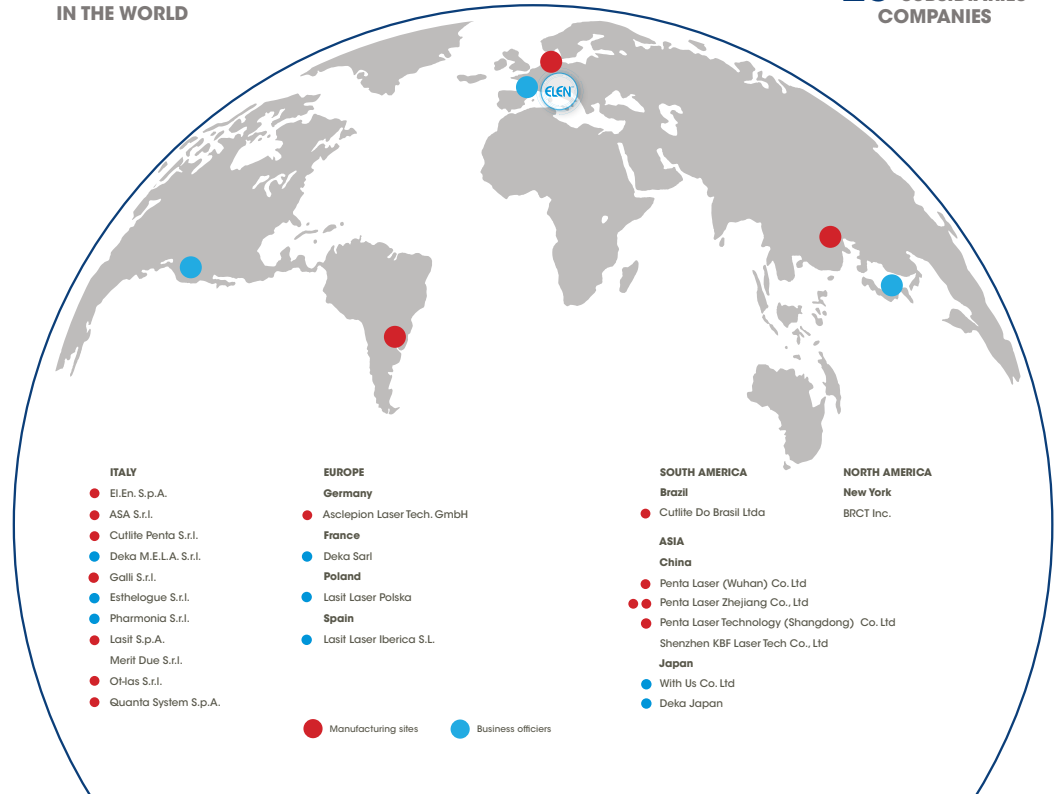 IN THE WORLD
COMPANIES
ELEN
ITALY
El.En. S.p.A.
ASA S.r.l.
Cutlite Penta S.r.l.
Deka M.E.L.A. S.r.l.
Galli S.r.l.
Esthelogue S.r.l.
Pharmonia S.r.l.
Lasit S.p.A.
Merit Due S.r.l.
Ot-las S.r.l.
Quanta System S.p.A.
EUROPE
Germany
Asclepion Laser Tech. GmbH
France
Deka Sarl
Poland
Lasit Laser Polska
Spain
Lasit Laser Iberica S.L.
SOUTH AMERICA
Brazil
Cutlite Do Brasil Ltda
ASIA
China
Penta Laser (Wuhan) Co. Ltd
Penta Laser Zhejiang Co., Ltd
Penta Laser Technology (Shangdong) Co. Ltd
Shenzhen KBF Laser Tech Co., Ltd
Japan
With Us Co. Ltd
Deka Japan
NORTH AMERICA
New York
BRCT Inc.
Manufacturing sites
Business officiers